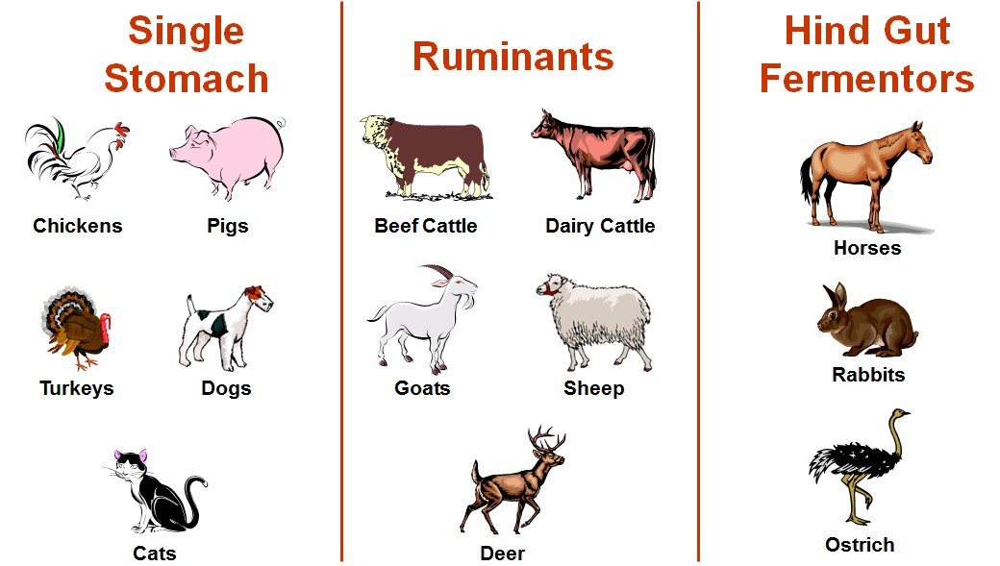 Single
Stomach
Chickens
Pigs
Turkeys
Dogs
Cats
Ruminants
Beef Cattle
Dairy Cattle
Goats
Sheep
Deer
Hind Gut
Fermentors
Horses
Rabbits
Ostrich